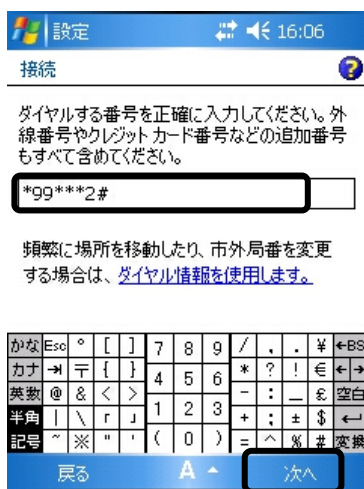 設定 16:06
接続
ダイヤルする番号を正確に入力してください。外
線番号やクレジット カード番号などの追加番号
もすべて含めてください。
*99***2#
頻繁に場所を移動したり、市外局番を変更
する場合は、ダイヤル情報を使用します。
かな Esc ° [ ] 7 8 9 / , . ¥ ←BS
カナ →| 〒 { } 4 5 6 * ? ! € ← →
英数 @ & < > - : _ £ 空白
半角 | \ 「 」 1 2 3 + ; ± $ ←┘
記号 ~ ※ " ' ( 0 ) = ^ % # 変換
戻る A 次へ